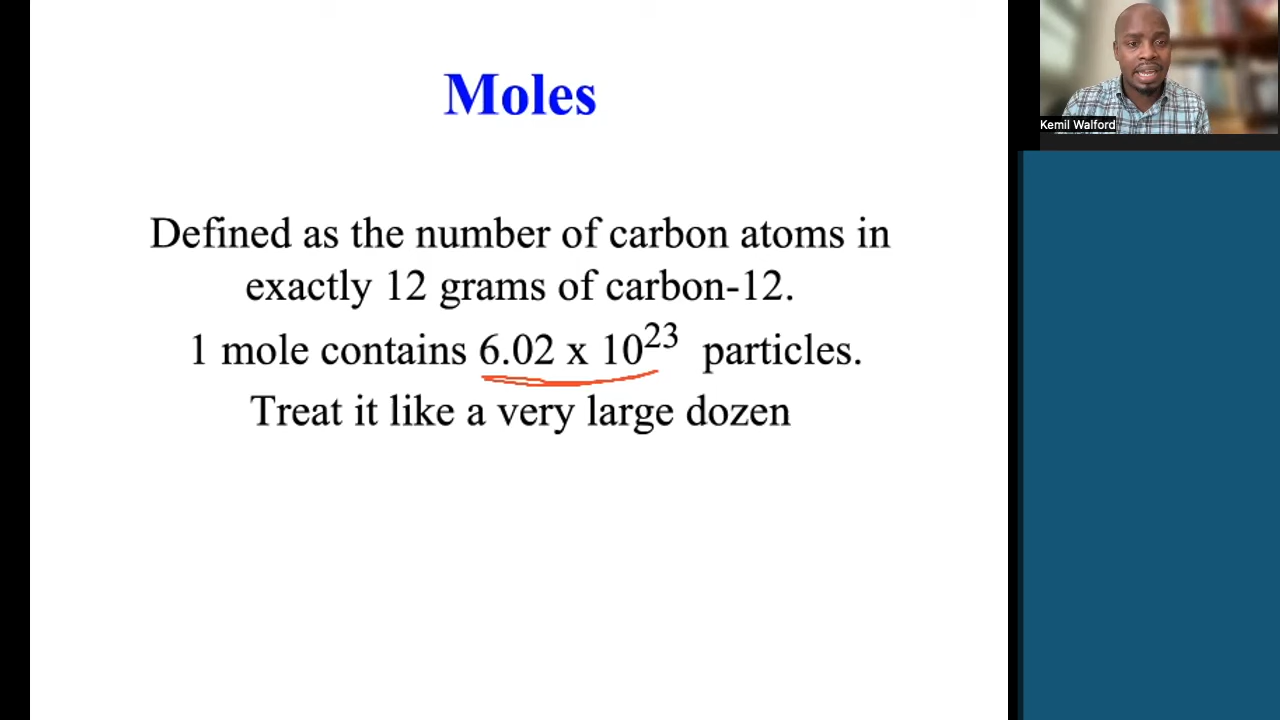 Moles
Kemil Walford
Defined as the number of carbon atoms in
exactly 12 grams of carbon-12.
1 mole contains 6.02 x 10²³ particles.
Treat it like a very large dozen